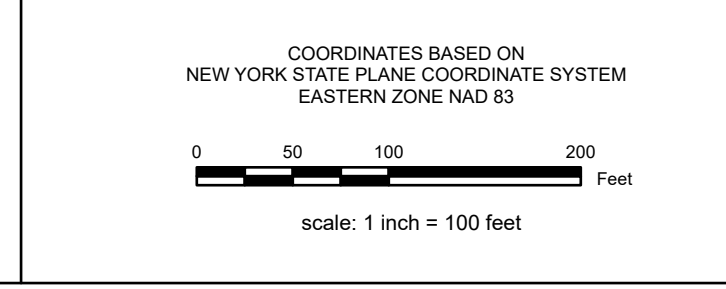 COORDINATES BASED ON
NEW YORK STATE PLANE COORDINATE SYSTEM
EASTERN ZONE NAD 83
0 50 100 200
Feet
scale: 1 inch = 100 feet